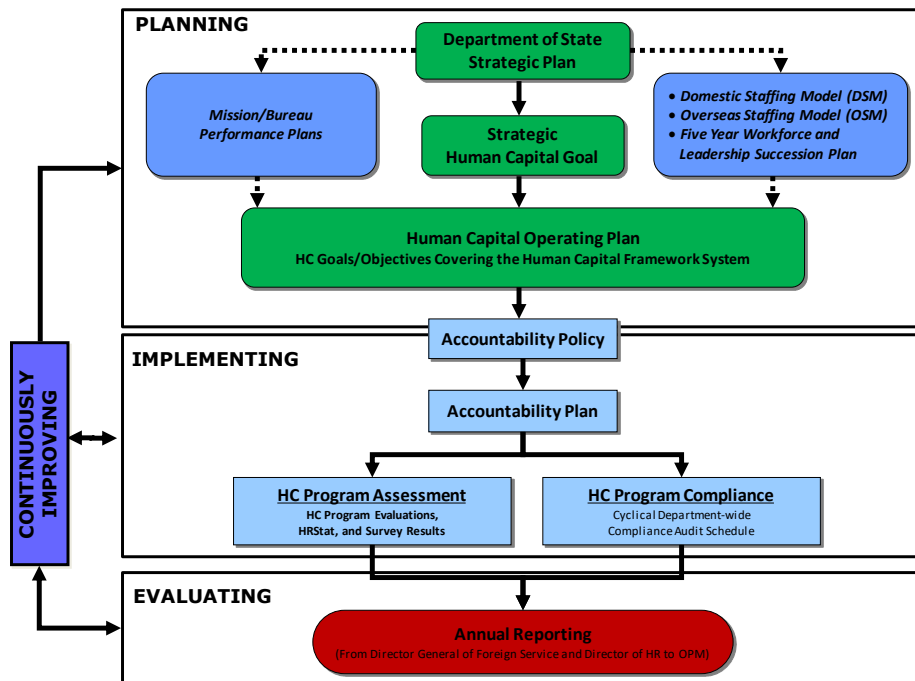 PLANNING
Department of State
Strategic Plan
Mission/Bureau
Performance Plans
Strategic
Human Capital Goal
• Domestic Staffing Model (DSM)
• Overseas Staffing Model (OSM)
• Five Year Workforce and
Leadership Succession Plan
Human Capital Operating Plan
HC Goals/Objectives Covering the Human Capital Framework System
Accountability Policy
IMPLEMENTING
Accountability Plan
CONTINUOUSLY
IMPROVING
HC Program Assessment
HC Program Evaluations,
HRStat, and Survey Results
HC Program Compliance
Cyclical Department-wide
Compliance Audit Schedule
EVALUATING
Annual Reporting
(From Director General of Foreign Service and Director of HR to OPM)